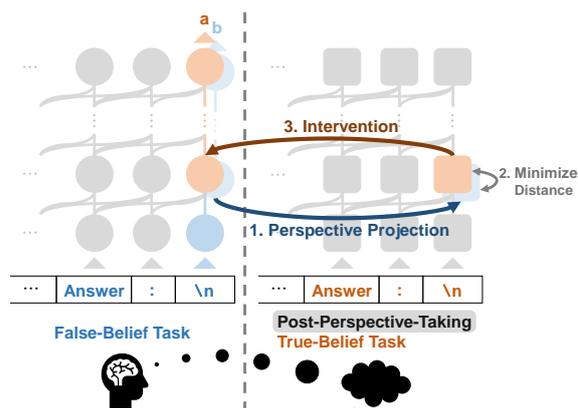 a
b
...
...
3. Intervention
2. Minimize
Distance
1. Perspective Projection
... Answer : \n
... Answer : \n
False-Belief Task
Post-Perspective-Taking
True-Belief Task